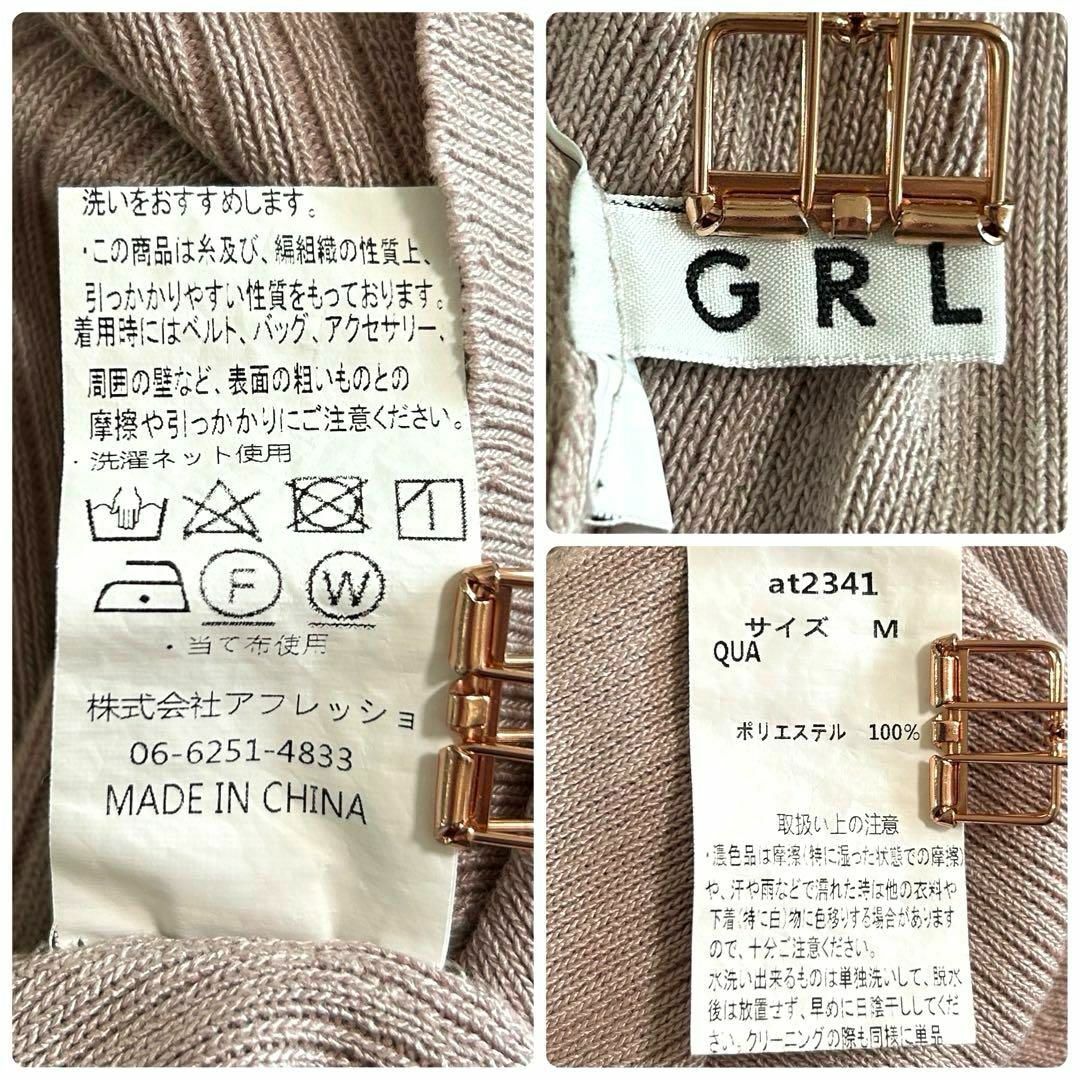 洗いをおすすめします。
・この商品は糸及び、編組織の性質上、
引っかかりやすい性質をもっております。
着用時にはベルト、バッグ、アクセサリー、
周囲の壁など、表面の粗いものとの
摩擦や引っかかりにご注意ください。
・洗濯ネット使用
F W
・当て布使用
株式会社アフレッショ
06-6251-4833
MADE IN CHINA
GRL
at2341
サイズ M
QUA
ポリエステル 100%
取扱い上の注意
・濃色品は摩擦(特に湿った状態での摩擦)
や、汗や雨などで濡れた時は他の衣料や
下着(特に白)物に色移りする場合があります
ので、十分ご注意ください。
水洗い出来るものは単独洗いして、脱水
後は放置せず、早めに日陰干ししてくだ
さい。クリーニングの際も同様に単品